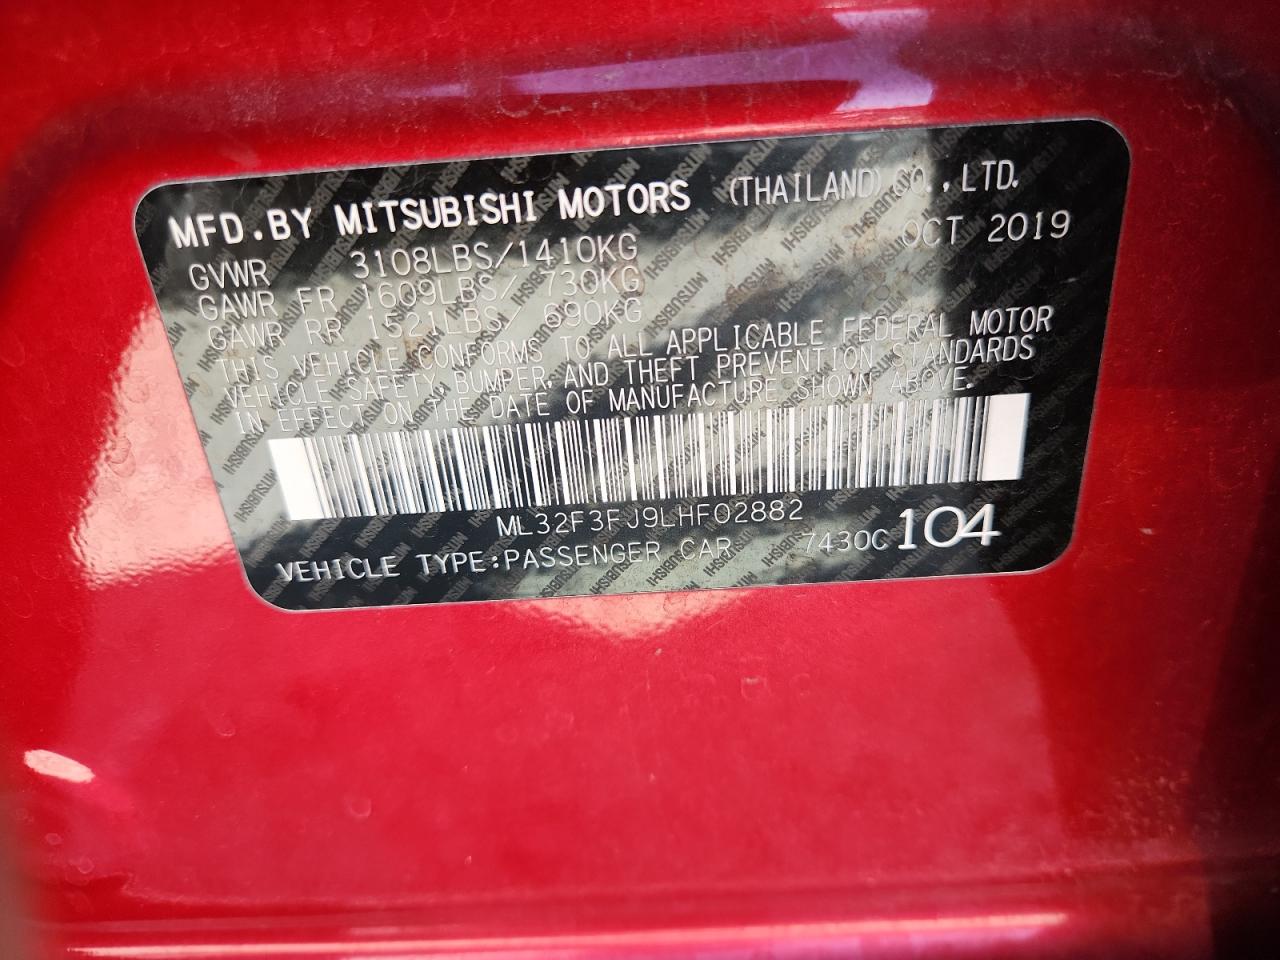 MFD.BY MITSUBISHI MOTORS (THAILAND) CO.,LTD.
GVWR 3108LBS/1410KG OCT 2019
GAWR FR 1609LBS/ 730KG
GAWR RR 1521LBS/ 690KG
THIS VEHICLE CONFORMS TO ALL APPLICABLE FEDERAL MOTOR
VEHICLE SAFETY, BUMPER, AND THEFT PREVENTION STANDARDS
IN EFFECT ON THE DATE OF MANUFACTURE SHOWN ABOVE.
ML32F3FJ9LHF02882
VEHICLE TYPE:PASSENGER CAR 7430C 104